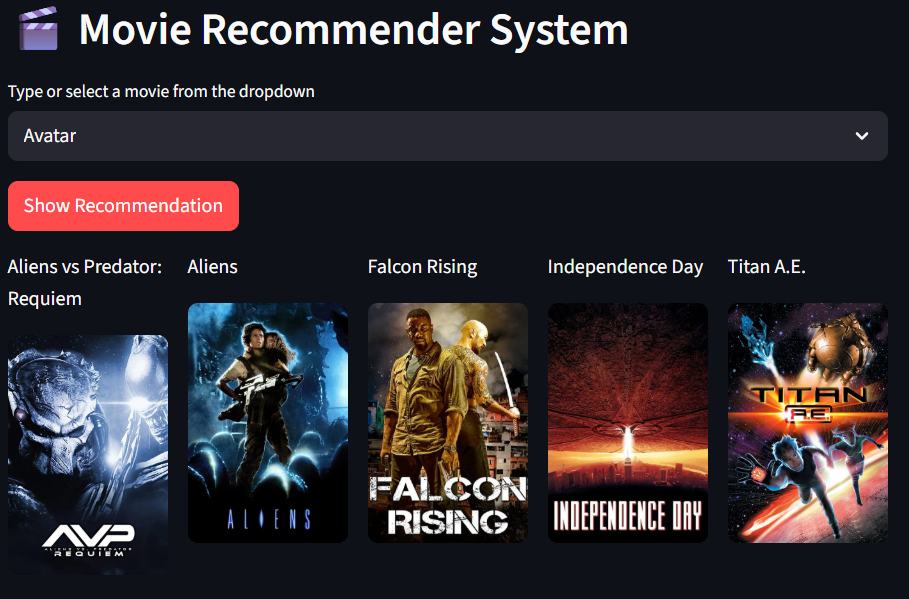 Movie Recommender System
Type or select a movie from the dropdown
Avatar
Show Recommendation
Aliens vs Predator:
Requiem
Aliens
Falcon Rising
Independence Day
Titan A.E.
AVP
ALIENS VS. PREDATOR
REQUIEM
ALIENS
FALCON
RISING
INDEPENDENCE DAY
TITAN
A.E.